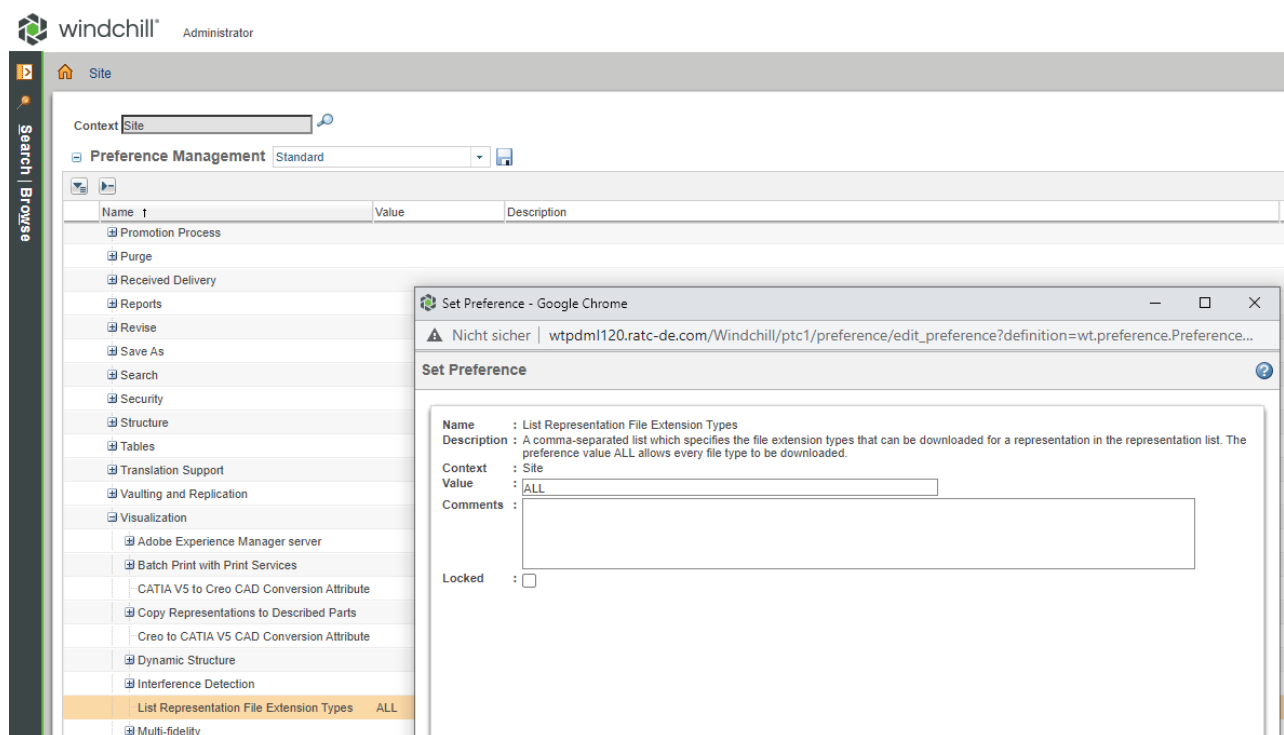 windchill® Administrator
Site
Search | Browse
Context Site
Preference Management Standard
Name ↑ Value Description
Promotion Process
Purge
Received Delivery
Reports
Revise
Save As
Search
Security
Structure
Tables
Translation Support
Vaulting and Replication
Visualization
Adobe Experience Manager server
Batch Print with Print Services
CATIA V5 to Creo CAD Conversion Attribute
Copy Representations to Described Parts
Creo to CATIA V5 CAD Conversion Attribute
Dynamic Structure
Interference Detection
List Representation File Extension Types ALL
Multi-fidelity
Set Preference - Google Chrome
Nicht sicher | wtpdml120.ratc-de.com/Windchill/ptc1/preference/edit_preference?definition=wt.preference.Preference...
Set Preference
Name : List Representation File Extension Types
Description : A comma-separated list which specifies the file extension types that can be downloaded for a representation in the representation list. The
preference value ALL allows every file type to be downloaded.
Context : Site
Value : ALL
Comments :
Locked :